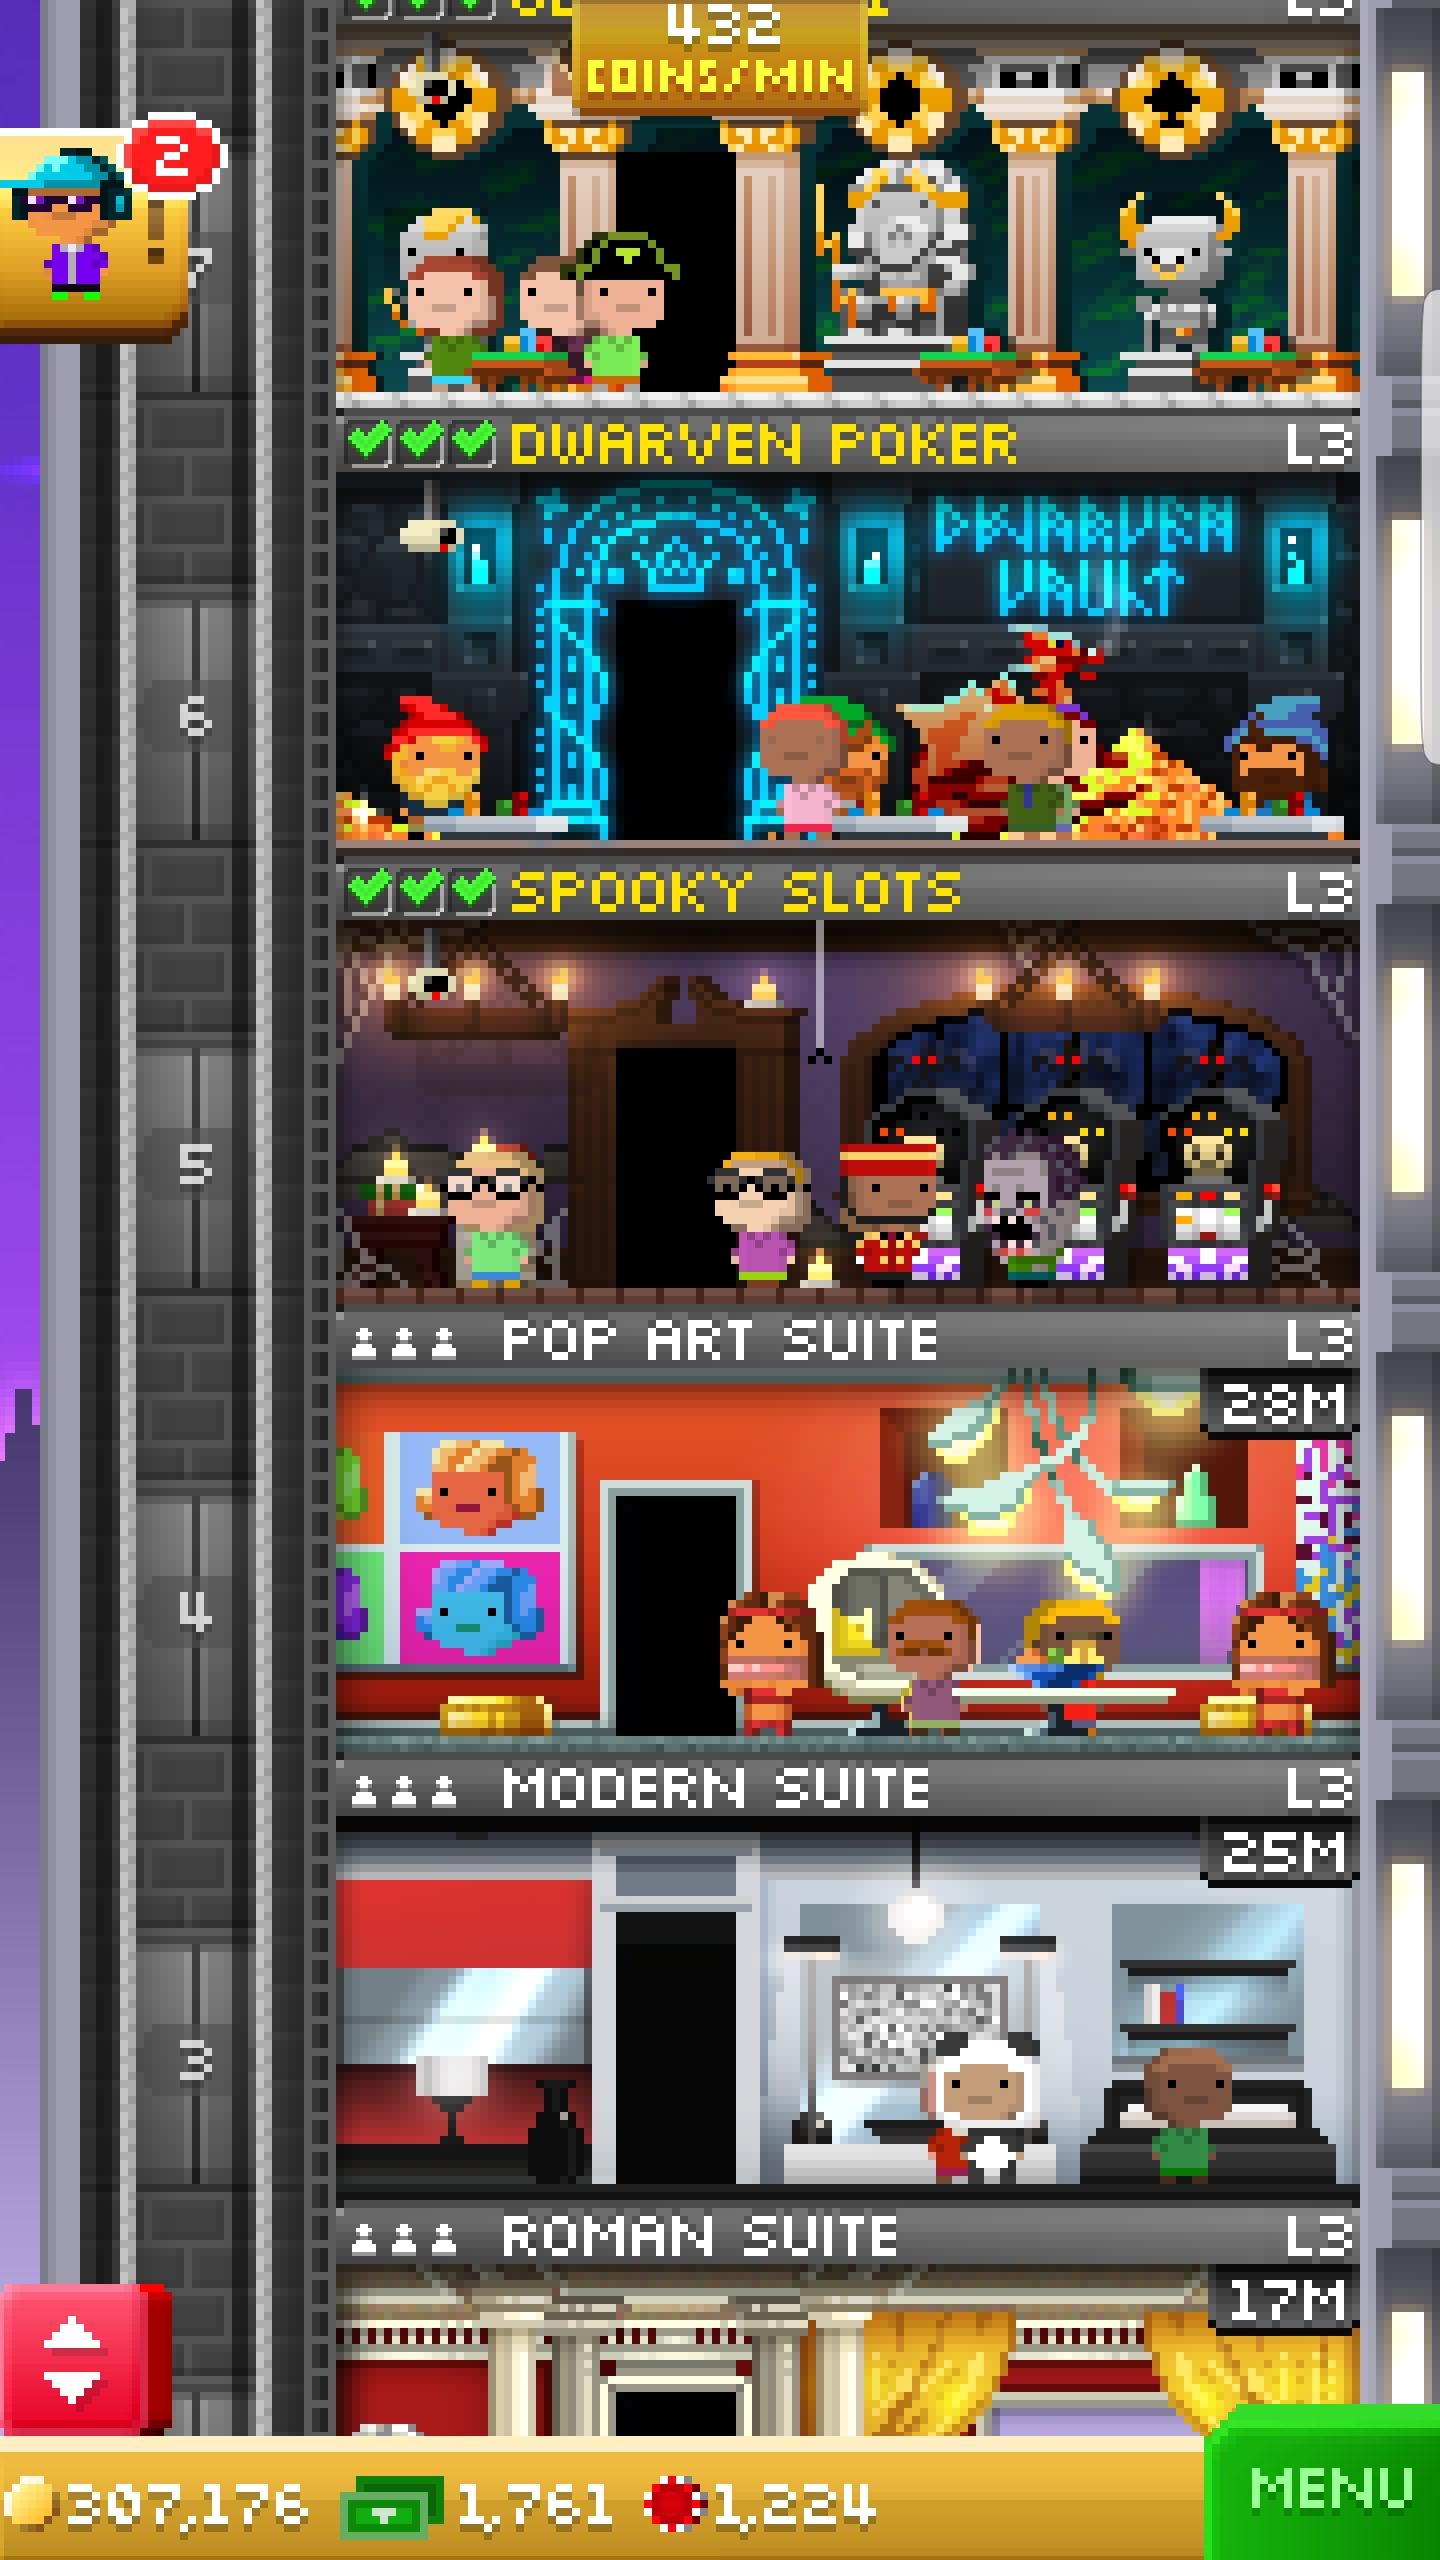 L3
432
COINS/MIN
2
!
7
DWARVEN POKER L3
DWARVEN
VAULT
6
SPOOKY SLOTS L3
5
POP ART SUITE L3
28M
4
MODERN SUITE L3
25M
3
ROMAN SUITE L3
17M
307,176 1,761 1,224
MENU